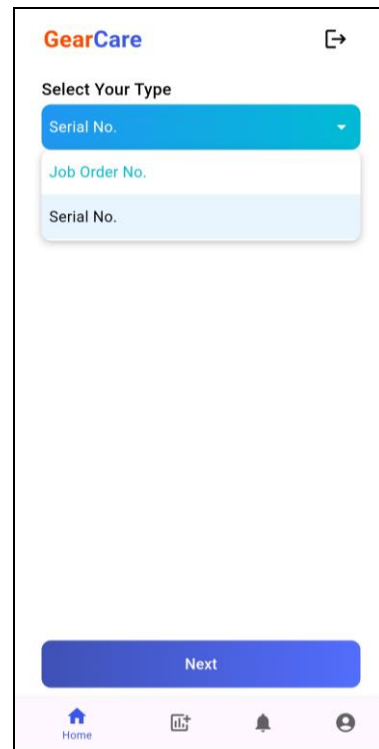 GearCare
Select Your Type
Serial No.
Job Order No.
Serial No.
Next
Home